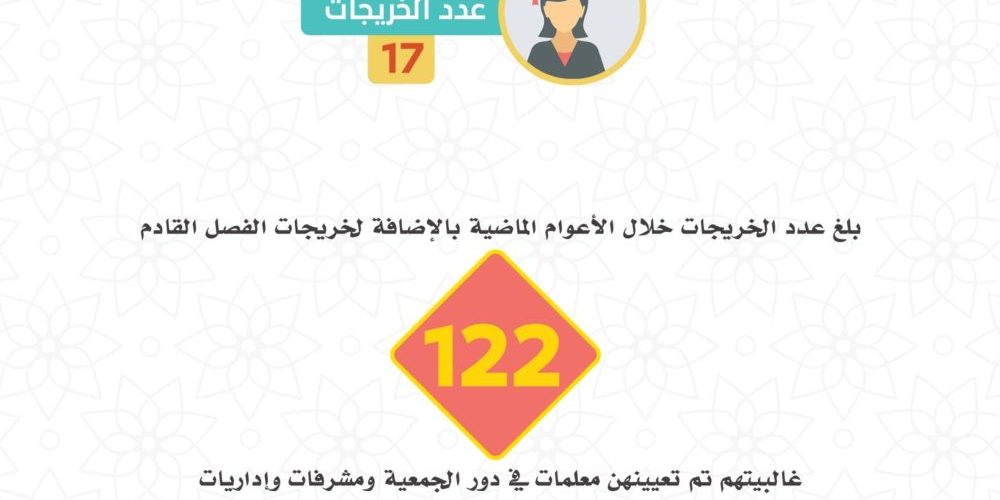 عدد الخريجات
17
بلغ عدد الخريجات خلال الأعوام الماضية بالإضافة لخريجات الفصل القادم
122
غالبيتهم تم تعيينهن معلمات في دور الجمعية ومشرفات وإداريات